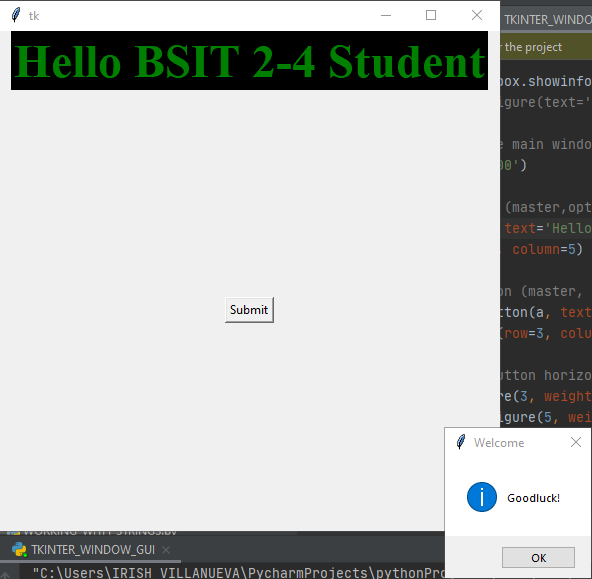 tk
TKINTER_WINDO
Hello BSIT 2-4 Student
r the project
box.showinfo
igure(text='
e main window
00')
(master,opt
text='Hello
column=5)
on (master,
tton(a, text
(row=3, colu
Submit
utton horizo
re(3, weight
igure(5, wei
Welcome
Goodluck!
OK
WORKING-WITH-STRINGS.py
TKINTER_WINDOW_GUI
"C:\Users\IRISH VILLANUEVA\PycharmProjects\pythonPro